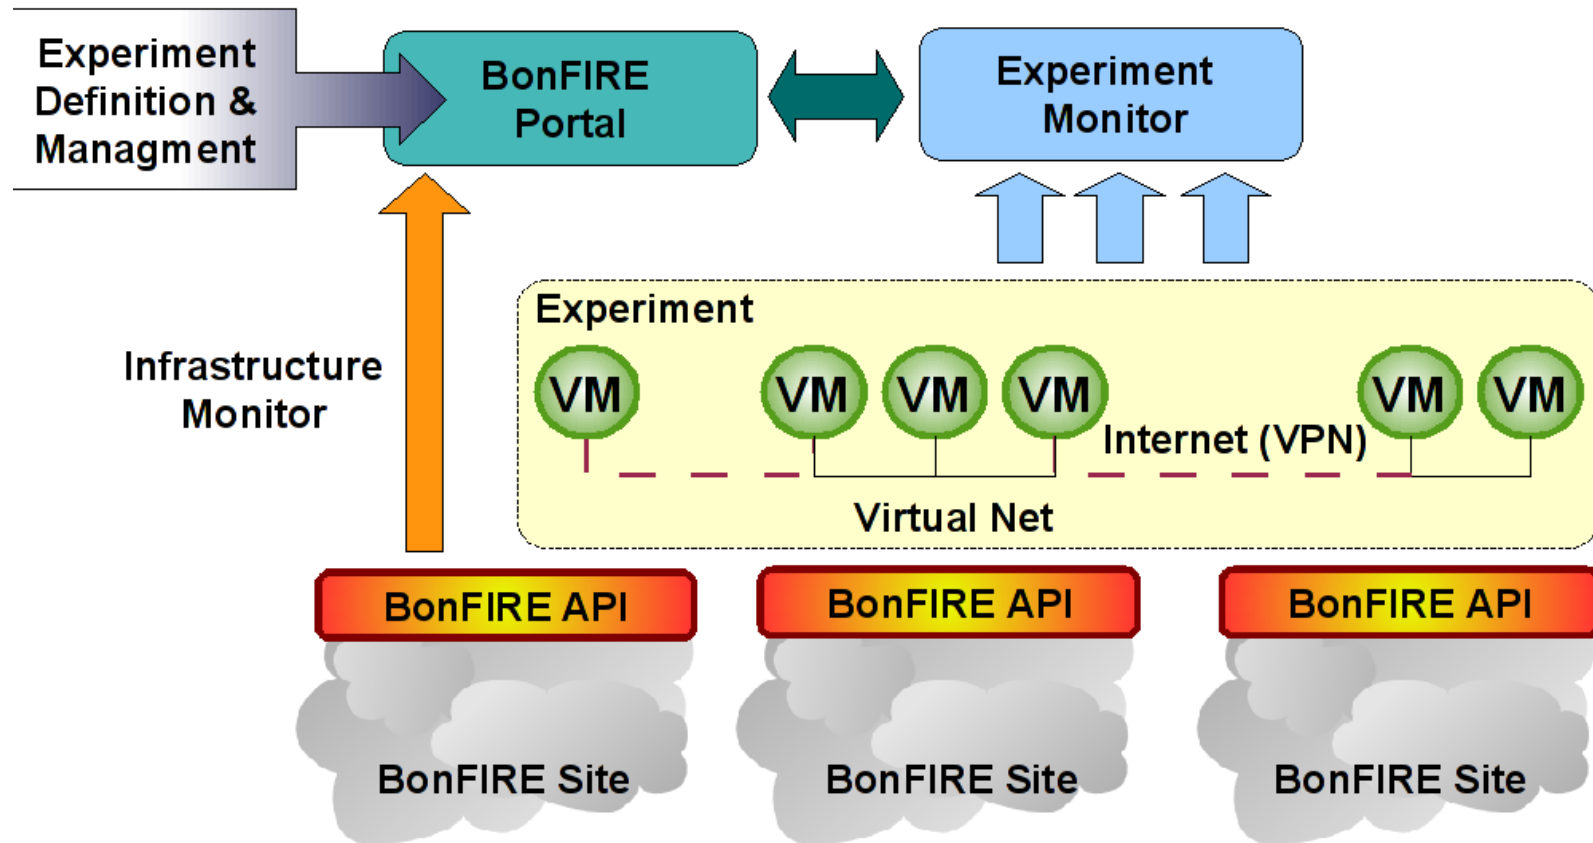 Experiment
Definition &
Managment
BonFIRE
Portal
Experiment
Monitor
Infrastructure
Monitor
Experiment
VM
VM
VM
VM
VM
VM
Internet (VPN)
Virtual Net
BonFIRE API
BonFIRE API
BonFIRE API
BonFIRE Site
BonFIRE Site
BonFIRE Site